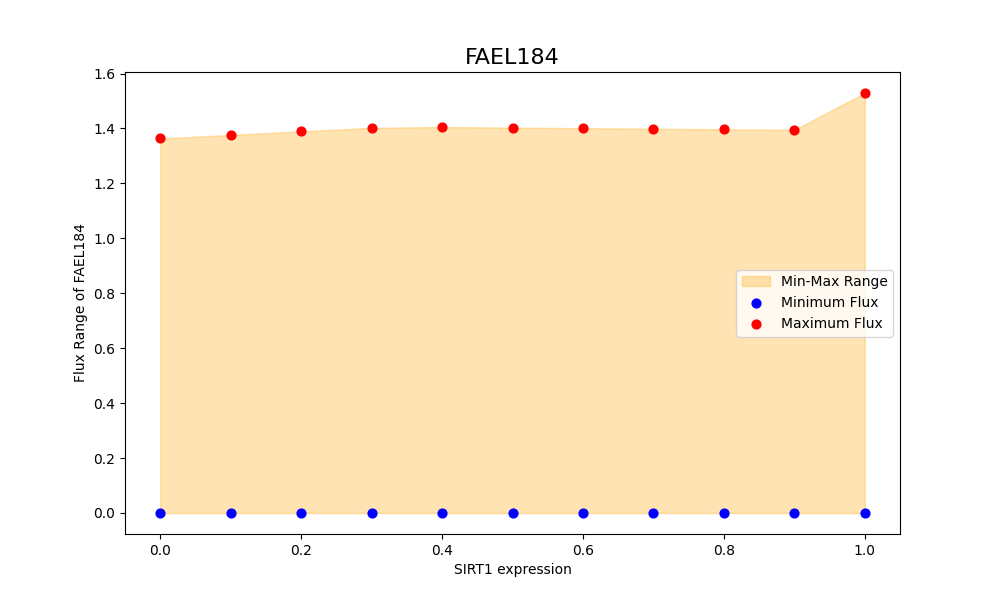 FAEL184
1.6
1.4
1.2
1.0
0.8
0.6
0.4
0.2
0.0
Flux Range of FAEL184
Min-Max Range
Minimum Flux
Maximum Flux
0.0 0.2 0.4 0.6 0.8 1.0
SIRT1 expression